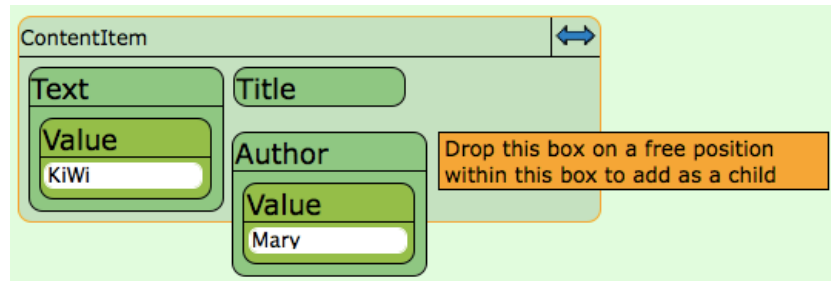 ContentItem
Text
Title
Value
KiWi
Author
Value
Mary
Drop this box on a free position
within this box to add as a child